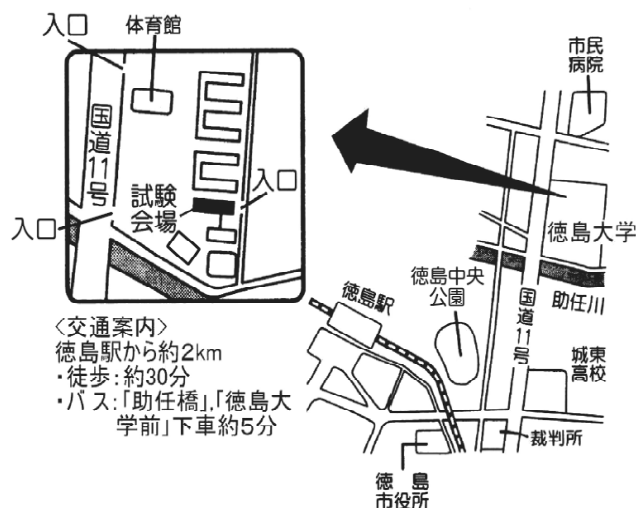 入口
体育館
国道11号
試験
会場
入口
入口
市民
病院
徳島大学
助任川
国道11号
徳島中央
公園
徳島駅
城東
高校
裁判所
徳島
市役所
〈交通案内〉
徳島駅から約2km
・徒歩:約30分
・バス:「助任橋」,「徳島大
学前」下車約5分